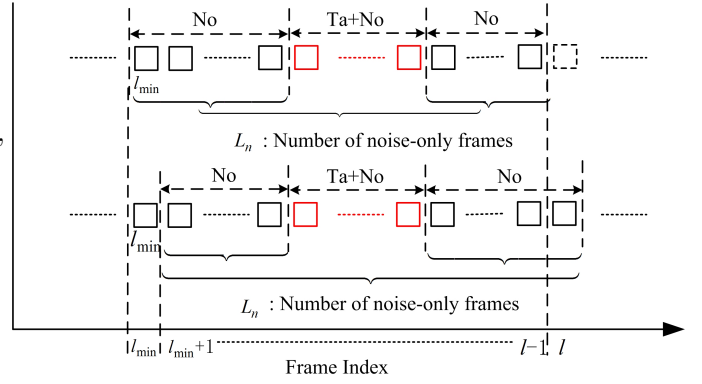 No Ta+No No
l_min
L_n : Number of noise-only frames
No Ta+No No
l_min
L_n : Number of noise-only frames
l_min l_min+1 l−1 l
Frame Index